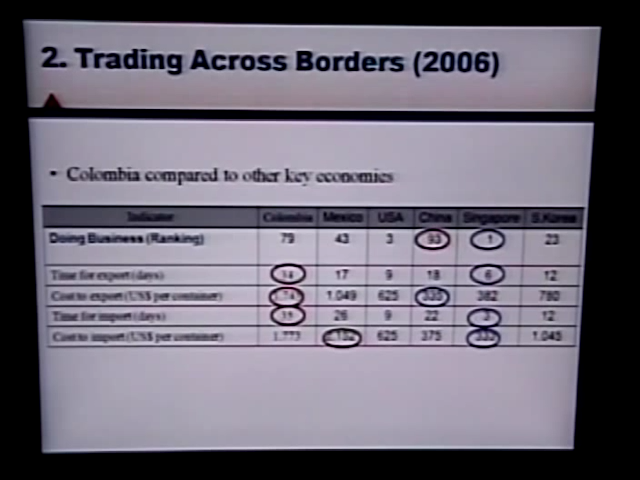 2. Trading Across Borders (2006)
• Colombia compared to other key economies
Indicator Colombia Mexico USA China Singapore S.Korea
Doing Business (Ranking) 79 43 3 93 1 23
Time for export (days) 34 17 9 18 6 12
Cost to export (US$ per container) 1.049 625 335 382 780
Time for import (days) 35 26 9 22 3 12
Cost to import (US$ per container) 1.773 625 375 333 1.045